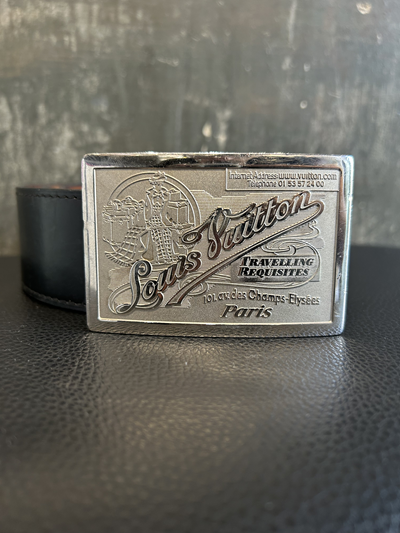 Internet Address:www.vuitton.com
Telephone 01 53 57 24 00
Louis Vuitton
TRAVELLING
REQUISITES
101, av. des Champs-Elysées
Paris